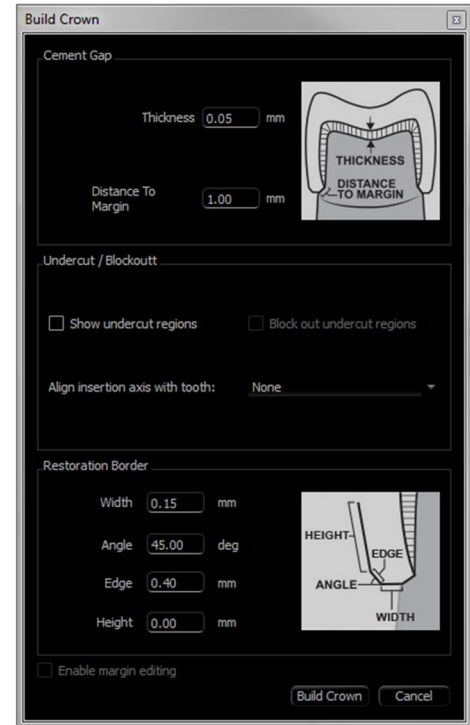 Build Crown
Cement Gap
Thickness 0.05 mm
THICKNESS
DISTANCE
TO MARGIN
Distance To
Margin
1.00 mm
Undercut / Blockoutt
Show undercut regions Block out undercut regions
Align insertion axis with tooth: None
Restoration Border
Width 0.15 mm
Angle 45.00 deg
Edge 0.40 mm
Height 0.00 mm
HEIGHT
EDGE
ANGLE
WIDTH
Enable margin editing
Build Crown Cancel